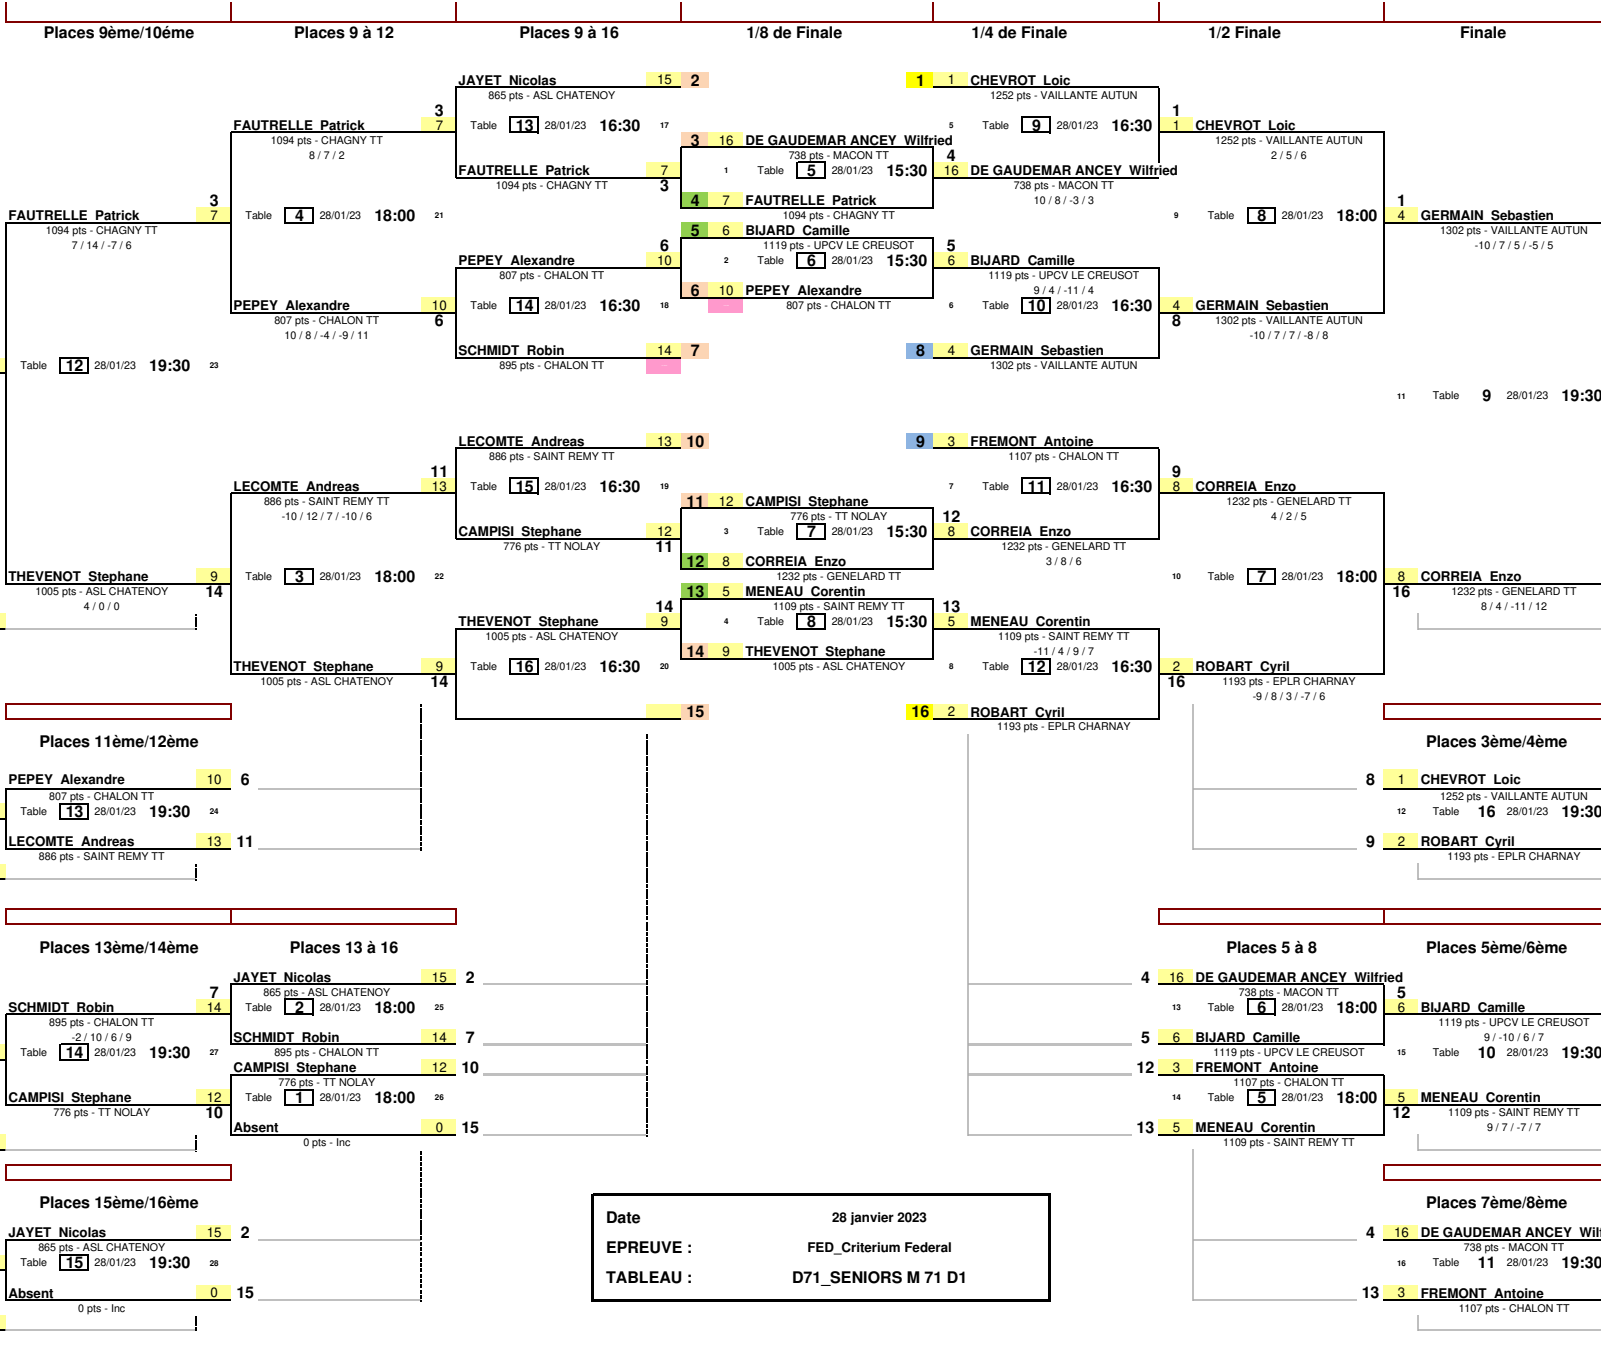 Places 9ème/10éme
Places 9 à 12
Places 9 à 16
1/8 de Finale
1/4 de Finale
1/2 Finale
Finale
JAYET Nicolas 15 2
865 pts - ASL CHATENOY
Table 13 28/01/23 16:30 17
FAUTRELLE Patrick 7
1094 pts - CHAGNY TT
3
3
FAUTRELLE Patrick 7
1094 pts - CHAGNY TT
8 / 7 / 2
3
FAUTRELLE Patrick 7
1094 pts - CHAGNY TT
7 / 14 / -7 / 6
Table 4 28/01/23 18:00 21
6
PEPEY Alexandre 10
807 pts - CHALON TT
Table 14 28/01/23 16:30 18
SCHMIDT Robin 14 7
895 pts - CHALON TT
PEPEY Alexandre 10
807 pts - CHALON TT
6
10 / 8 / -4 / -9 / 11
Table 12 28/01/23 19:30 23
LECOMTE Andreas 13 10
886 pts - SAINT REMY TT
Table 15 28/01/23 16:30 19
CAMPISI Stephane 12
776 pts - TT NOLAY
11
11
LECOMTE Andreas 13
886 pts - SAINT REMY TT
-10 / 12 / 7 / -10 / 6
Table 3 28/01/23 18:00 22
THEVENOT Stephane 9
1005 pts - ASL CHATENOY
14
4 / 0 / 0
14
THEVENOT Stephane 9
1005 pts - ASL CHATENOY
Table 16 28/01/23 16:30 20
15
THEVENOT Stephane 9
1005 pts - ASL CHATENOY
14
3 16 DE GAUDEMAR ANCEY Wilfried
738 pts - MACON TT
1 Table 5 28/01/23 15:30
4 7 FAUTRELLE Patrick
1094 pts - CHAGNY TT
5 6 BIJARD Camille
1119 pts - UPCV LE CREUSOT
2 Table 6 28/01/23 15:30
6 10 PEPEY Alexandre
807 pts - CHALON TT
11 12 CAMPISI Stephane
776 pts - TT NOLAY
3 Table 7 28/01/23 15:30
12 8 CORREIA Enzo
1232 pts - GENELARD TT
13 5 MENEAU Corentin
1109 pts - SAINT REMY TT
4 Table 8 28/01/23 15:30
14 9 THEVENOT Stephane
1005 pts - ASL CHATENOY
1 1 CHEVROT Loic
1252 pts - VAILLANTE AUTUN
5 Table 9 28/01/23 16:30
4
16 DE GAUDEMAR ANCEY Wilfried
738 pts - MACON TT
10 / 8 / -3 / 3
5
6 BIJARD Camille
1119 pts - UPCV LE CREUSOT
9 / 4 / -11 / 4
6 Table 10 28/01/23 16:30
8 4 GERMAIN Sebastien
1302 pts - VAILLANTE AUTUN
9 3 FREMONT Antoine
1107 pts - CHALON TT
7 Table 11 28/01/23 16:30
12
8 CORREIA Enzo
1232 pts - GENELARD TT
3 / 8 / 6
13
5 MENEAU Corentin
1109 pts - SAINT REMY TT
-11 / 4 / 9 / 7
8 Table 12 28/01/23 16:30
16 2 ROBART Cyril
1193 pts - EPLR CHARNAY
1
1 CHEVROT Loic
1252 pts - VAILLANTE AUTUN
2 / 5 / 6
9 Table 8 28/01/23 18:00
4 GERMAIN Sebastien
8
1302 pts - VAILLANTE AUTUN
-10 / 7 / 7 / -8 / 8
9
8 CORREIA Enzo
1232 pts - GENELARD TT
4 / 2 / 5
10 Table 7 28/01/23 18:00
2 ROBART Cyril
16
1193 pts - EPLR CHARNAY
-9 / 8 / 3 / -7 / 6
1
4 GERMAIN Sebastien
1302 pts - VAILLANTE AUTUN
-10 / 7 / 5 / -5 / 5
11 Table 9 28/01/23 19:30
8 CORREIA Enzo
16
1232 pts - GENELARD TT
8 / 4 / -11 / 12
Places 11ème/12ème
PEPEY Alexandre 10 6
807 pts - CHALON TT
Table 13 28/01/23 19:30 24
LECOMTE Andreas 13 11
886 pts - SAINT REMY TT
Places 3ème/4ème
8 1 CHEVROT Loic
1252 pts - VAILLANTE AUTUN
12 Table 16 28/01/23 19:30
9 2 ROBART Cyril
1193 pts - EPLR CHARNAY
Places 13ème/14ème
Places 13 à 16
JAYET Nicolas 15 2
865 pts - ASL CHATENOY
Table 2 28/01/23 18:00 25
SCHMIDT Robin 14 7
895 pts - CHALON TT
CAMPISI Stephane 12 10
776 pts - TT NOLAY
Table 1 28/01/23 18:00 26
Absent 0 15
0 pts - Inc
7
SCHMIDT Robin 14
895 pts - CHALON TT
-2 / 10 / 6 / 9
Table 14 28/01/23 19:30 27
CAMPISI Stephane 12
776 pts - TT NOLAY
10
Places 5 à 8
Places 5ème/6ème
4 16 DE GAUDEMAR ANCEY Wilfried
738 pts - MACON TT
13 Table 6 28/01/23 18:00
5 6 BIJARD Camille
1119 pts - UPCV LE CREUSOT
12 3 FREMONT Antoine
1107 pts - CHALON TT
14 Table 5 28/01/23 18:00
13 5 MENEAU Corentin
1109 pts - SAINT REMY TT
5
6 BIJARD Camille
1119 pts - UPCV LE CREUSOT
9 / -10 / 6 / 7
15 Table 10 28/01/23 19:30
5 MENEAU Corentin
12
1109 pts - SAINT REMY TT
9 / 7 / -7 / 7
Places 15ème/16ème
JAYET Nicolas 15 2
865 pts - ASL CHATENOY
Table 15 28/01/23 19:30 28
Absent 0 15
0 pts - Inc
Date 28 janvier 2023
EPREUVE : FED_Criterium Federal
TABLEAU : D71_SENIORS M 71 D1
Places 7ème/8ème
4 16 DE GAUDEMAR ANCEY Wilf
738 pts - MACON TT
16 Table 11 28/01/23 19:30
13 3 FREMONT Antoine
1107 pts - CHALON TT